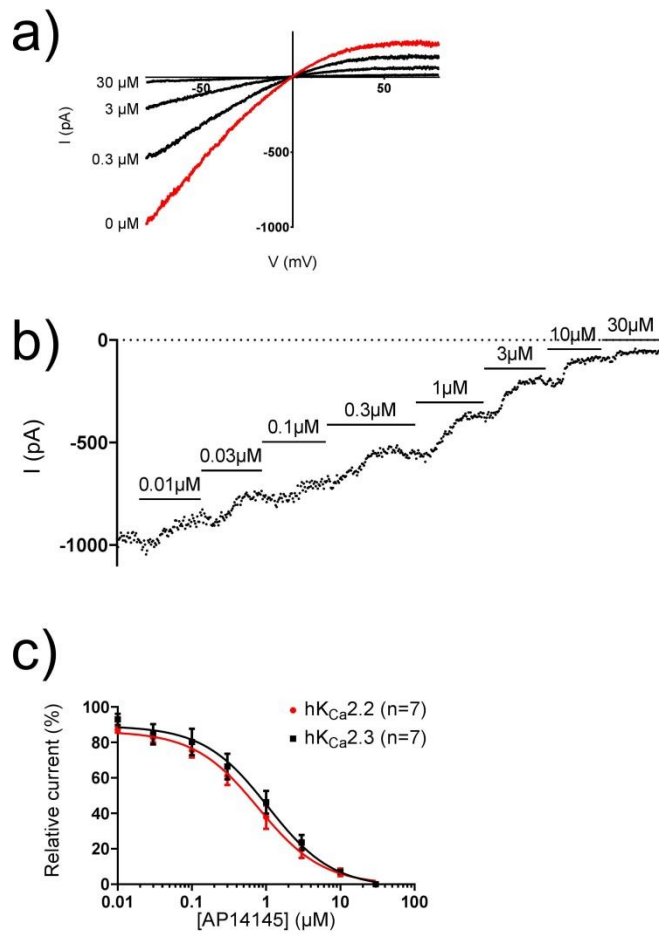 a)
30 µM
3 µM
0.3 µM
0 µM
I (pA)
-50
50
-500
-1000
V (mV)
b)
0
-500
-1000
I (pA)
0.01µM
0.03µM
0.1µM
0.3µM
1µM
3µM
10µM
30µM
c)
100
80
60
40
20
0
Relative current (%)
hKCa2.2 (n=7)
hKCa2.3 (n=7)
0.01
0.1
1
10
100
[AP14145] (µM)